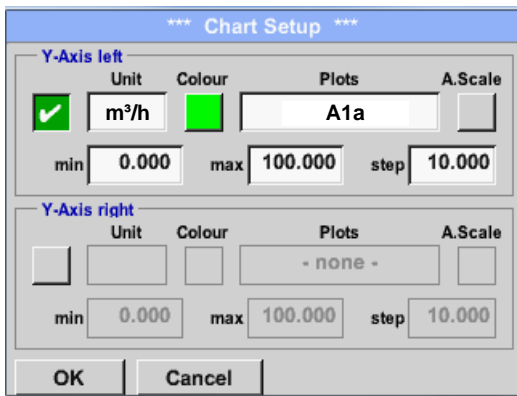 *** Chart Setup ***
Y-Axis left
Unit Colour Plots A.Scale
m³/h A1a
min 0.000 max 100.000 step 10.000
Y-Axis right
Unit Colour Plots A.Scale
- none -
min 0.000 max 100.000 step 10.000
OK Cancel